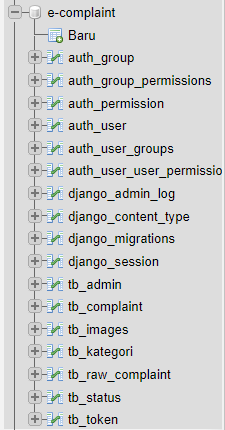 e-complaint
Baru
auth_group
auth_group_permissions
auth_permission
auth_user
auth_user_groups
auth_user_user_permissio
django_admin_log
django_content_type
django_migrations
django_session
tb_admin
tb_complaint
tb_images
tb_kategori
tb_raw_complaint
tb_status
tb_token